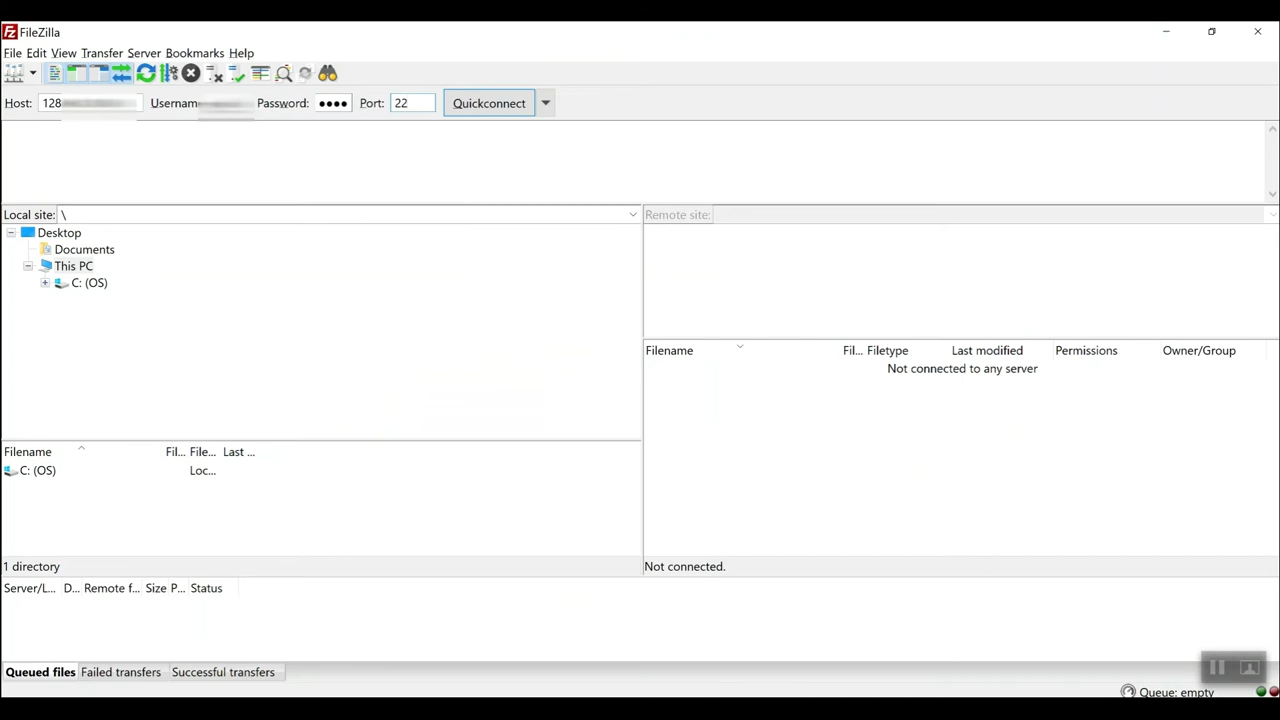 FileZilla
File Edit View Transfer Server Bookmarks Help
Host: 128 Usernam Password: •••• Port: 22 Quickconnect
Local site: \
Remote site:
Desktop
Documents
This PC
C: (OS)
Filename Fil... Filetype Last modified Permissions Owner/Group
Not connected to any server
Filename Fil... File... Last ...
C: (OS) Loc...
1 directory
Not connected.
Server/L... D... Remote f... Size P... Status
Queued files Failed transfers Successful transfers
Queue: empty